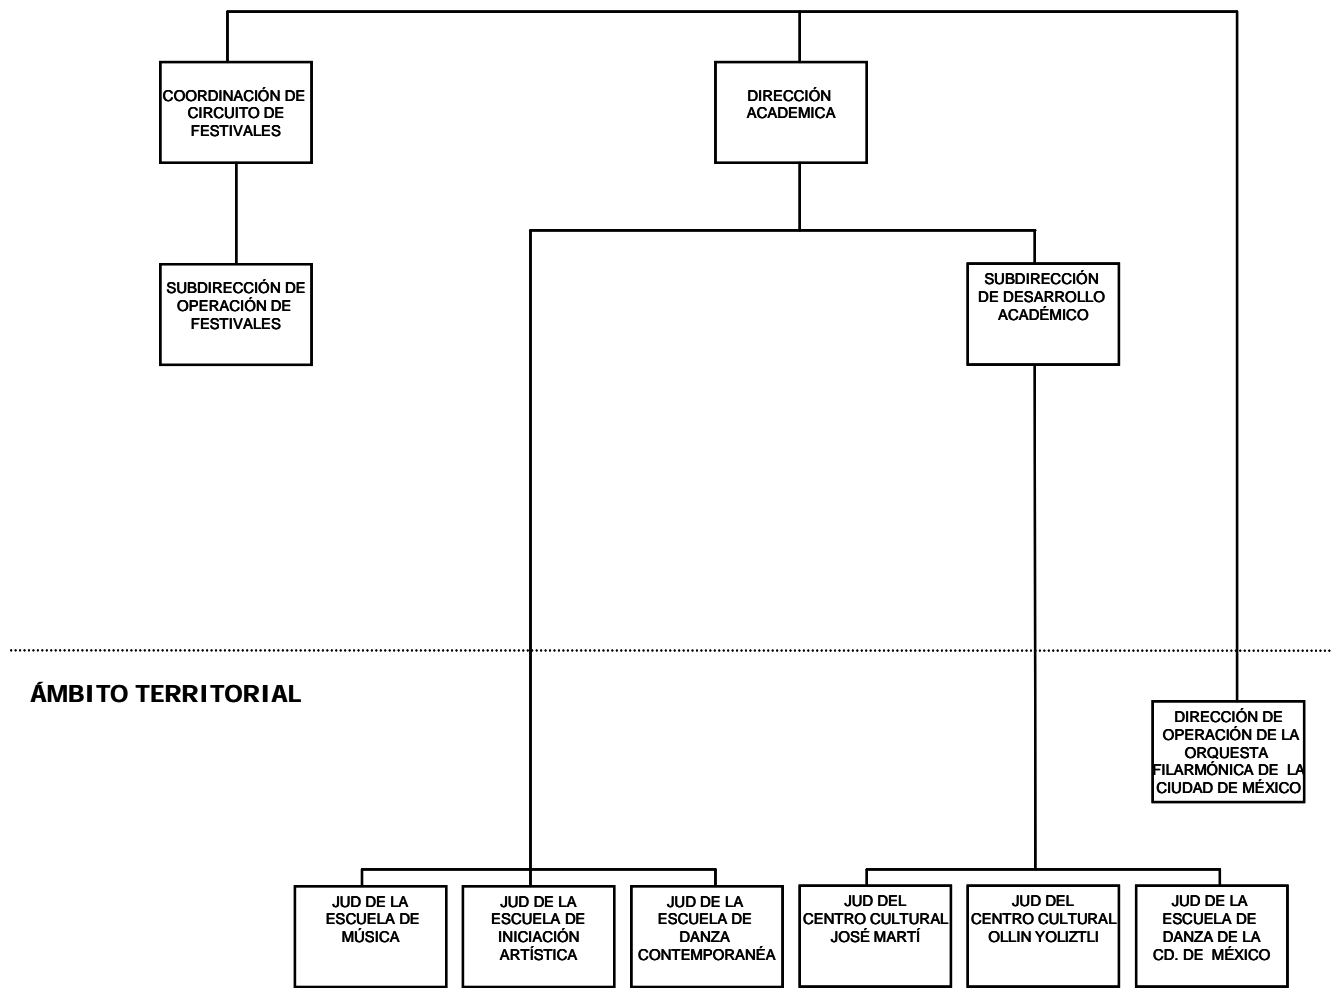 COORDINACIÓN DE
CIRCUITO DE
FESTIVALES
DIRECCIÓN
ACADEMICA
SUBDIRECCIÓN DE
OPERACIÓN DE
FESTIVALES
SUBDIRECCIÓN
DE DESARROLLO
ACADÉMICO
ÁMBITO TERRITORIAL
DIRECCIÓN DE
OPERACIÓN DE LA
ORQUESTA
FILARMÓNICA DE LA
CIUDAD DE MÉXICO
JUD DE LA
ESCUELA DE
MÚSICA
JUD DE LA
ESCUELA DE
INICIACIÓN
ARTÍSTICA
JUD DE LA
ESCUELA DE
DANZA
CONTEMPORANÉA
JUD DEL
CENTRO CULTURAL
JOSÉ MARTÍ
JUD DEL
CENTRO CULTURAL
OLLIN YOLIZTLI
JUD DE LA
ESCUELA DE
DANZA DE LA
CD. DE MÉXICO